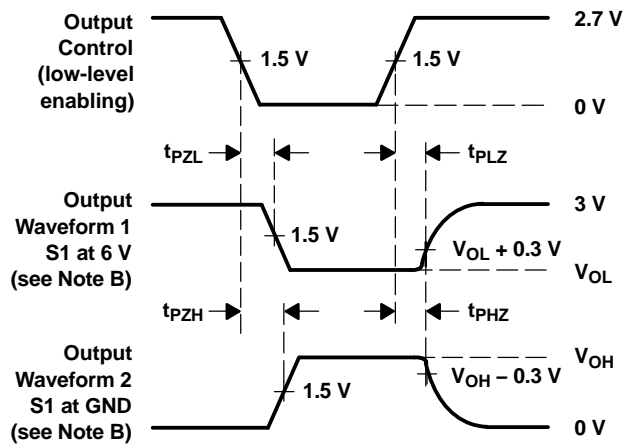 Output
Control
(low-level
enabling)
1.5 V
1.5 V
2.7 V
0 V
tPZL
tPLZ
Output
Waveform 1
S1 at 6 V
(see Note B)
1.5 V
3 V
VOL + 0.3 V
VOL
tPZH
tPHZ
Output
Waveform 2
S1 at GND
(see Note B)
1.5 V
VOH
VOH – 0.3 V
0 V